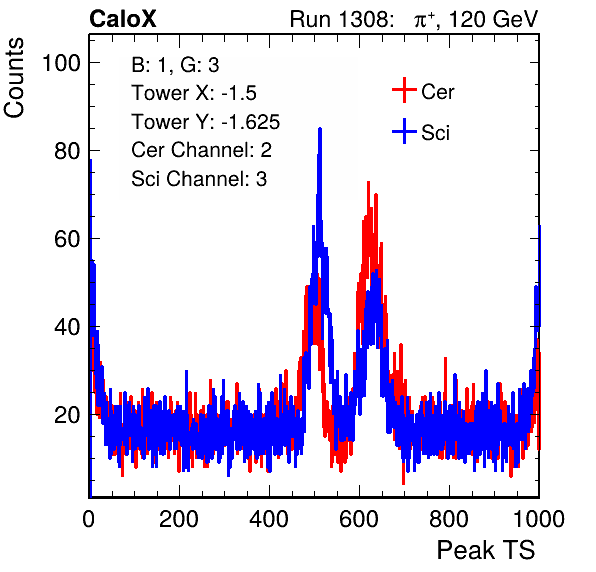 CaloX
Run 1308: π⁺, 120 GeV
Counts
B: 1, G: 3
Tower X: -1.5
Tower Y: -1.625
Cer Channel: 2
Sci Channel: 3
Cer
Sci
100
80
60
40
20
0 200 400 600 800 1000
Peak TS